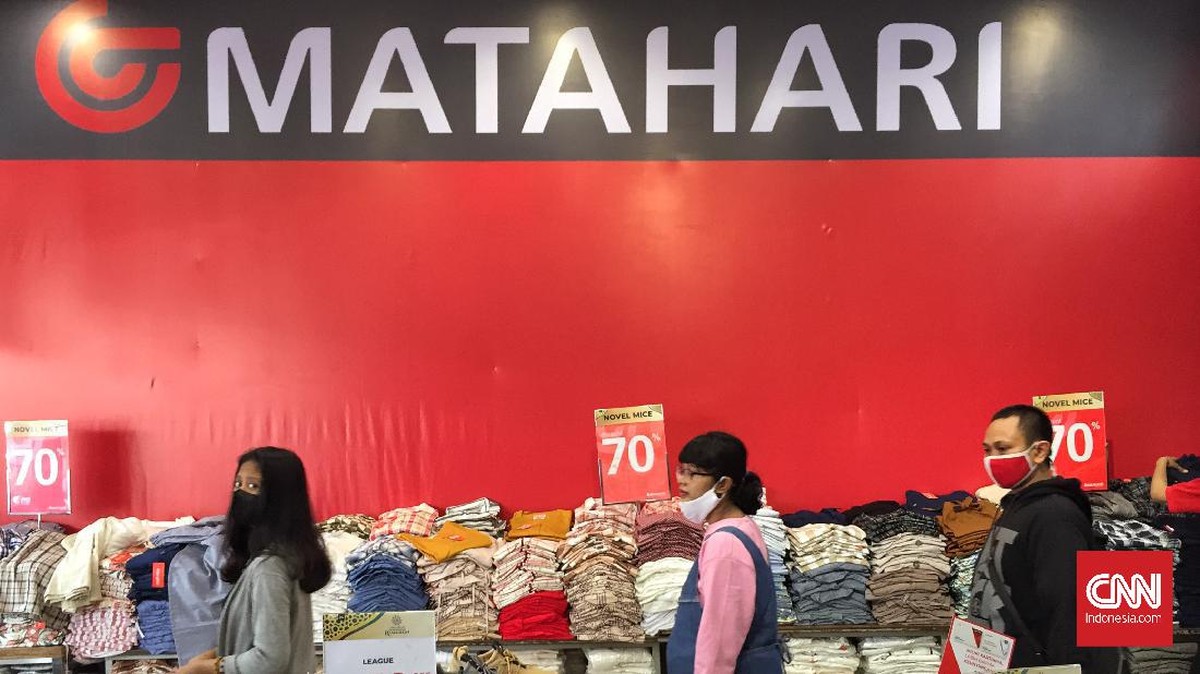 MATAHARI
NOVEL MICE
70%
NOVEL MICE
70%
NOVEL MICE
70%
LEAGUE
CNN
Indonesia.com